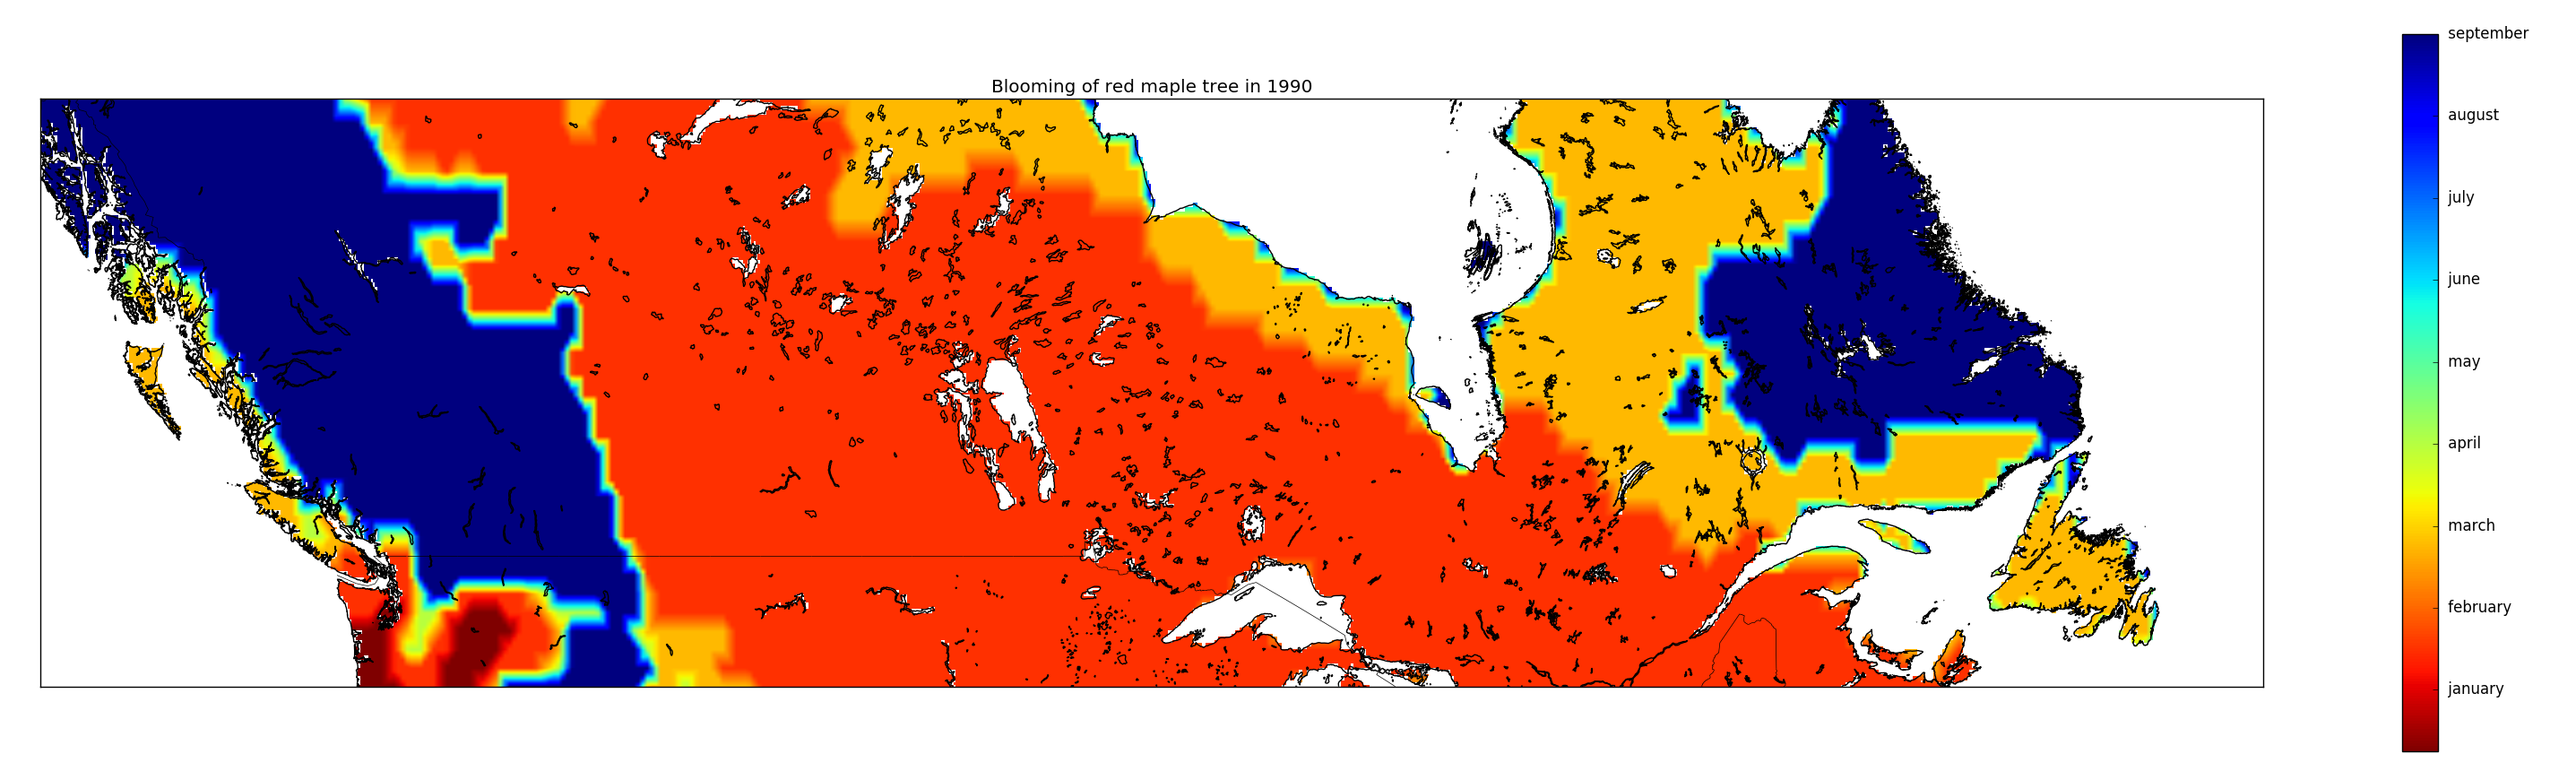 Blooming of red maple tree in 1990
september
august
july
june
may
april
march
february
january